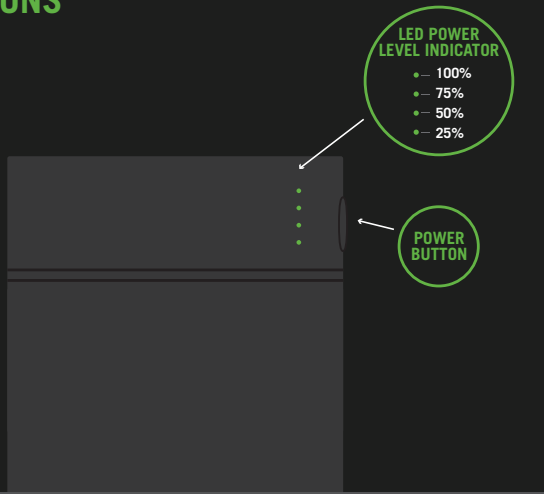 LED POWER
LEVEL INDICATOR
100%
75%
50%
25%
POWER
BUTTON